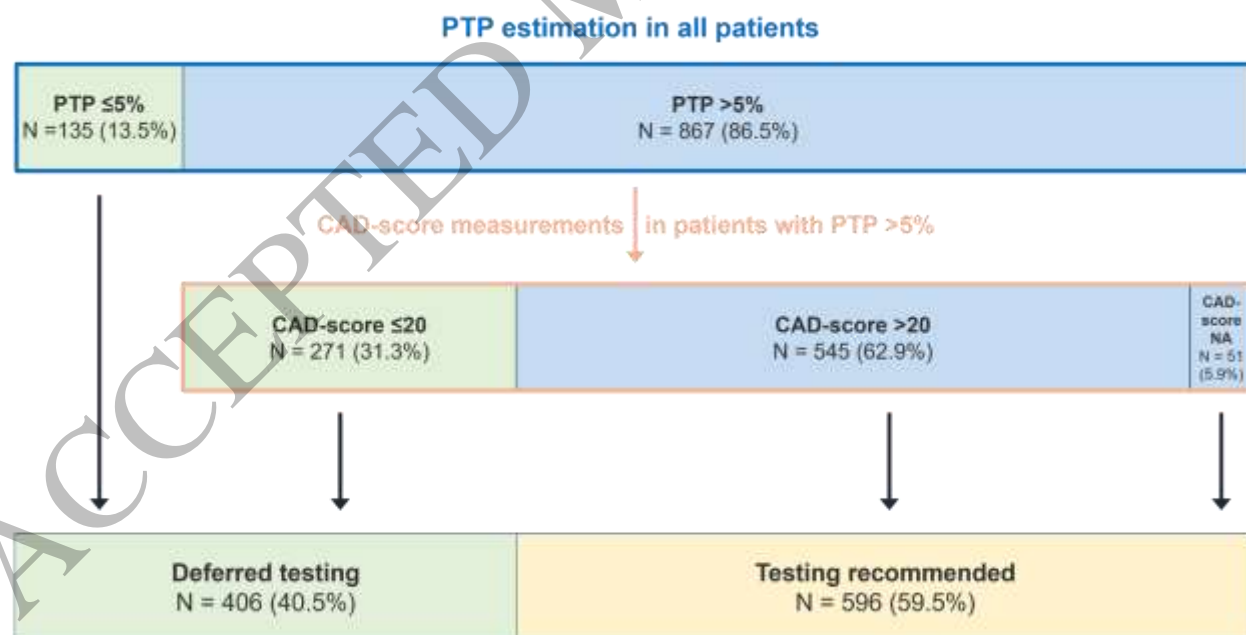 PTP estimation in all patients
PTP ≤5%
N =135 (13.5%)
PTP >5%
N = 867 (86.5%)
CAD-score measurements in patients with PTP >5%
CAD-score ≤20
N = 271 (31.3%)
CAD-score >20
N = 545 (62.9%)
CAD-
score
NA
N = 51
(5.9%)
Deferred testing
N = 406 (40.5%)
Testing recommended
N = 596 (59.5%)
ACCEPTED M